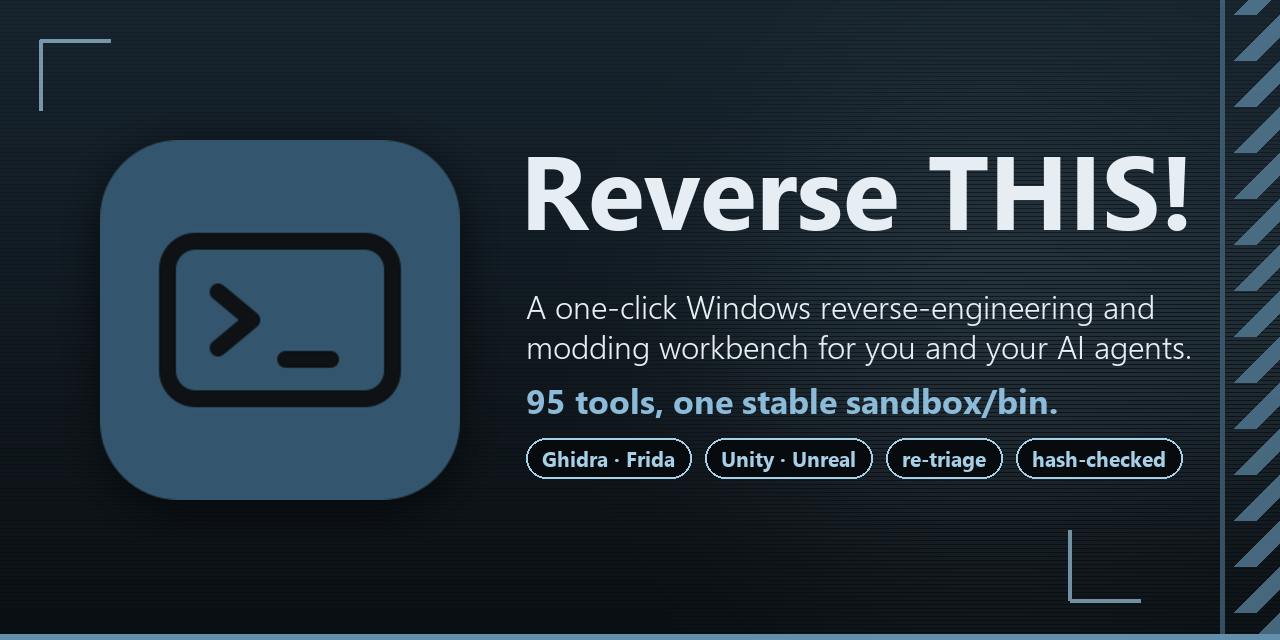 Reverse THIS!
A one-click Windows reverse-engineering and
modding workbench for you and your AI agents.
95 tools, one stable sandbox/bin.
Ghidra · Frida Unity · Unreal re-triage hash-checked